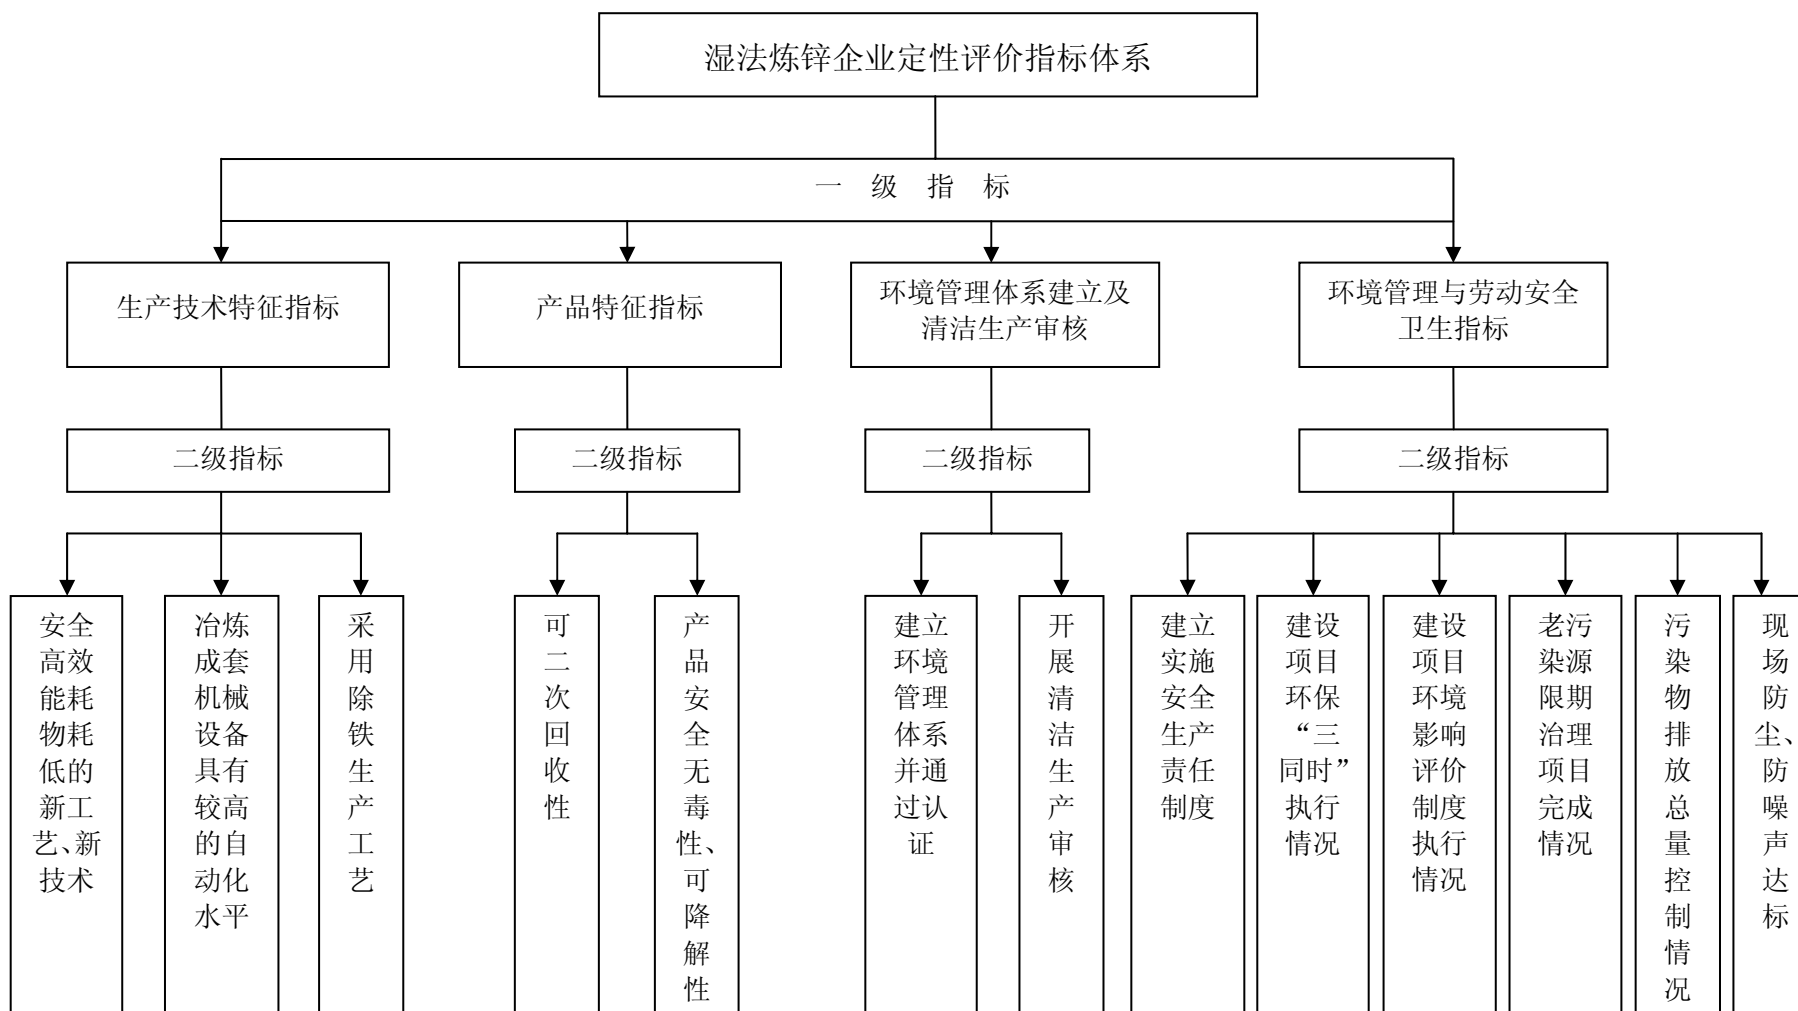 湿法炼锌企业定性评价指标体系
一 级 指 标
生产技术特征指标
产品特征指标
环境管理体系建立及
清洁生产审核
环境管理与劳动安全
卫生指标
二级指标
二级指标
二级指标
二级指标
安全
高效
能耗
物耗
低的
新工
艺、新
技术
冶炼
成套
机械
设备
具有
较高
的自
动化
水平
采
用
除
铁
生
产
工
艺
可
二
次
回
收
性
产
品
安
全
无
毒
性、
可
降
解
性
建立
环境
管理
体系
并通
过认
证
开
展
清
洁
生
产
审
核
建立
实施
安全
生产
责任
制度
建设
项目
环保
“三
同时”
执行
情况
建设
项目
环境
影响
评价
制度
执行
情况
老污
染源
限期
治理
项目
完成
情况
污
染
物
排
放
总
量
控
制
情
况
现
场
防
尘、
防
噪
声
达
标